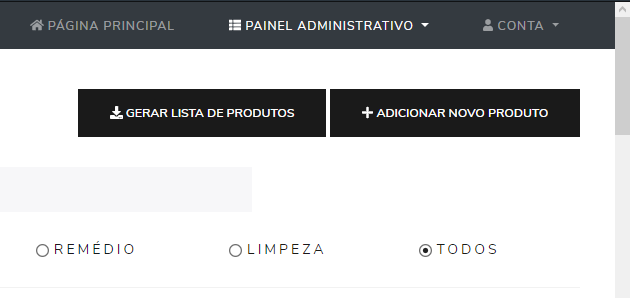 PÁGINA PRINCIPAL PAINEL ADMINISTRATIVO CONTA
GERAR LISTA DE PRODUTOS ADICIONAR NOVO PRODUTO
REMÉDIO LIMPEZA TODOS